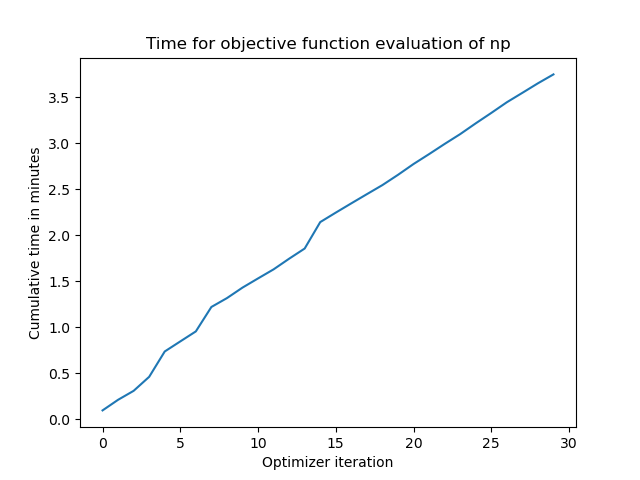 Time for objective function evaluation of np
Cumulative time in minutes
3.5
3.0
2.5
2.0
1.5
1.0
0.5
0.0
0 5 10 15 20 25 30
Optimizer iteration